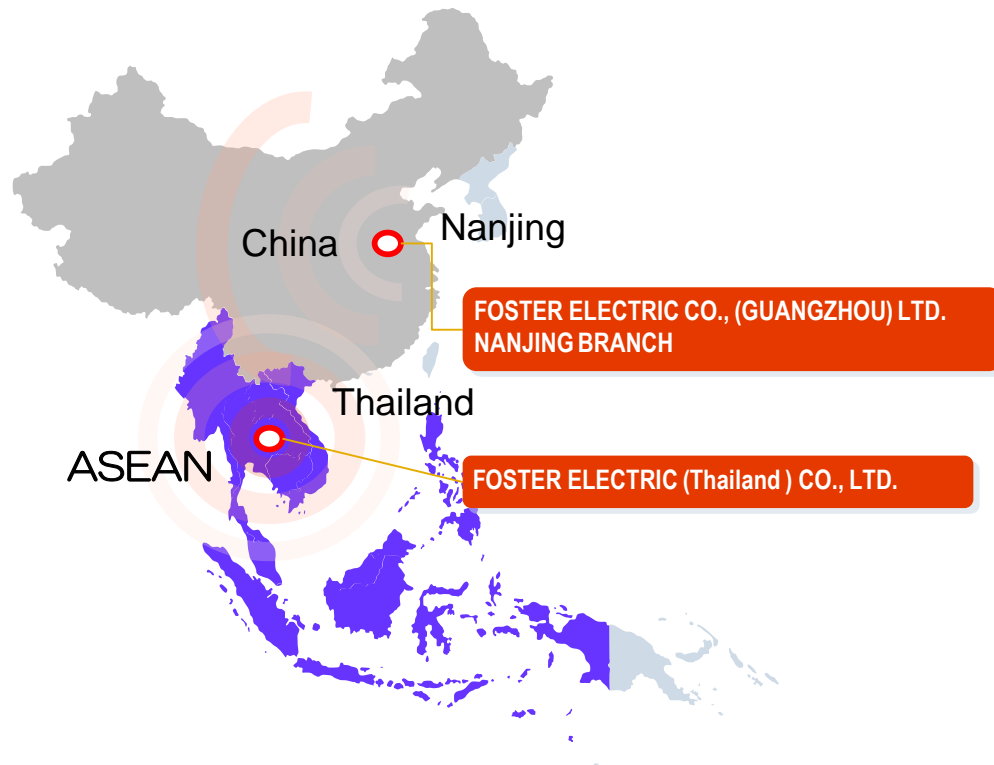 Nanjing
China
FOSTER ELECTRIC CO., (GUANGZHOU) LTD.
NANJING BRANCH
Thailand
ASEAN
FOSTER ELECTRIC (Thailand ) CO., LTD.